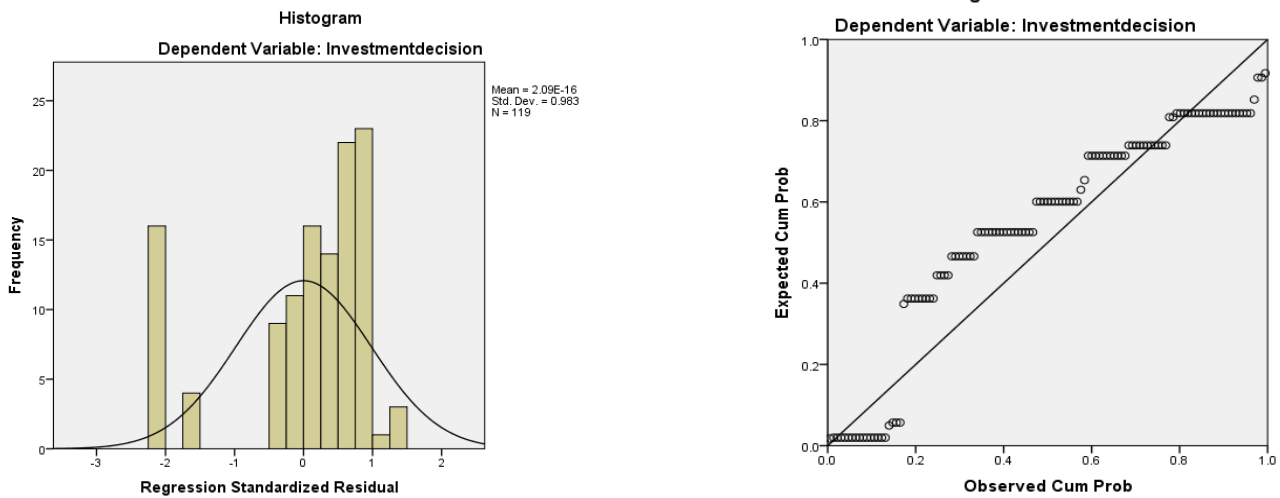 Histogram
Dependent Variable: Investmentdecision
Mean = 2.09E-16
Std. Dev. = 0.983
N = 119
Frequency
25
20
15
10
5
0
-3 -2 -1 0 1 2
Regression Standardized Residual
Dependent Variable: Investmentdecision
Expected Cum Prob
1.0
0.8
0.6
0.4
0.2
0.0
0.0 0.2 0.4 0.6 0.8 1.0
Observed Cum Prob